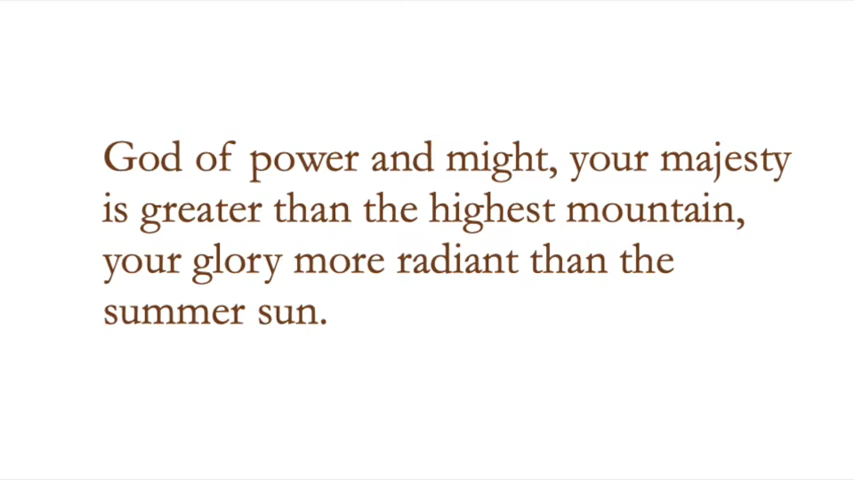 God of power and might, your majesty
is greater than the highest mountain,
your glory more radiant than the
summer sun.